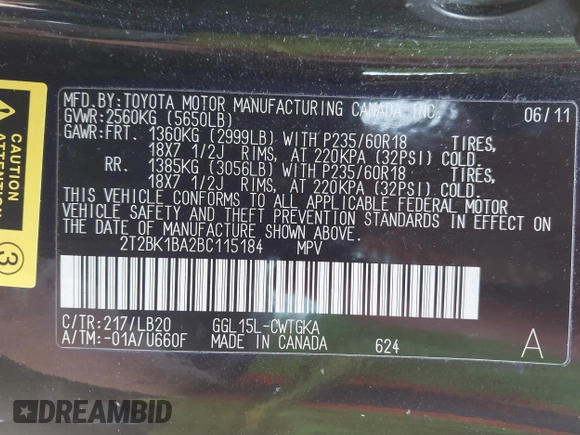 MFD.BY:TOYOTA MOTOR MANUFACTURING CANADA INC. 06/11
GVWR:2560KG (5650LB)
GAWR:FRT. 1360KG (2999LB) WITH P235/60R18 TIRES,
18X7 1/2J RIMS, AT 220KPA (32PSI) COLD.
RR. 1385KG (3056LB) WITH P235/60R18 TIRES,
18X7 1/2J RIMS, AT 220KPA (32PSI) COLD.
THIS VEHICLE CONFORMS TO ALL APPLICABLE FEDERAL MOTOR
VEHICLE SAFETY AND THEFT PREVENTION STANDARDS IN EFFECT ON
THE DATE OF MANUFACTURE SHOWN ABOVE.
2T2BK1BA2BC115184 MPV
C/TR:217/LB20 GGL15L-CWTGKA
A/TM:-01A/U660F MADE IN CANADA 624 A
CAUTION
ATTENTION
3
DREAMBID